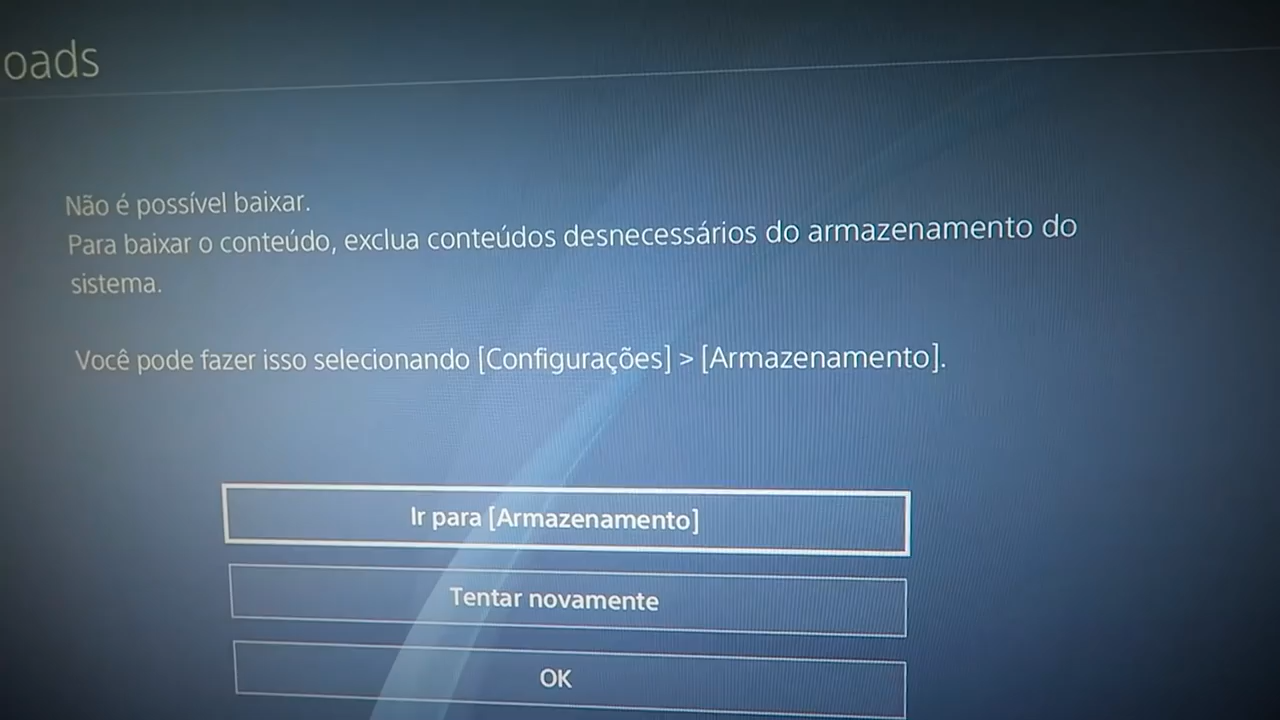 oads
Não é possível baixar.
Para baixar o conteúdo, exclua conteúdos desnecessários do armazenamento do
sistema.
Você pode fazer isso selecionando [Configurações] > [Armazenamento].
Ir para [Armazenamento]
Tentar novamente
OK